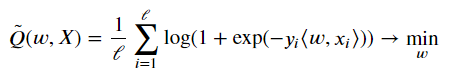 Q̃(w, X) = 1/ℓ ∑_{i=1}^{ℓ} log(1 + exp(−y_i⟨w, x_i⟩)) → min_w